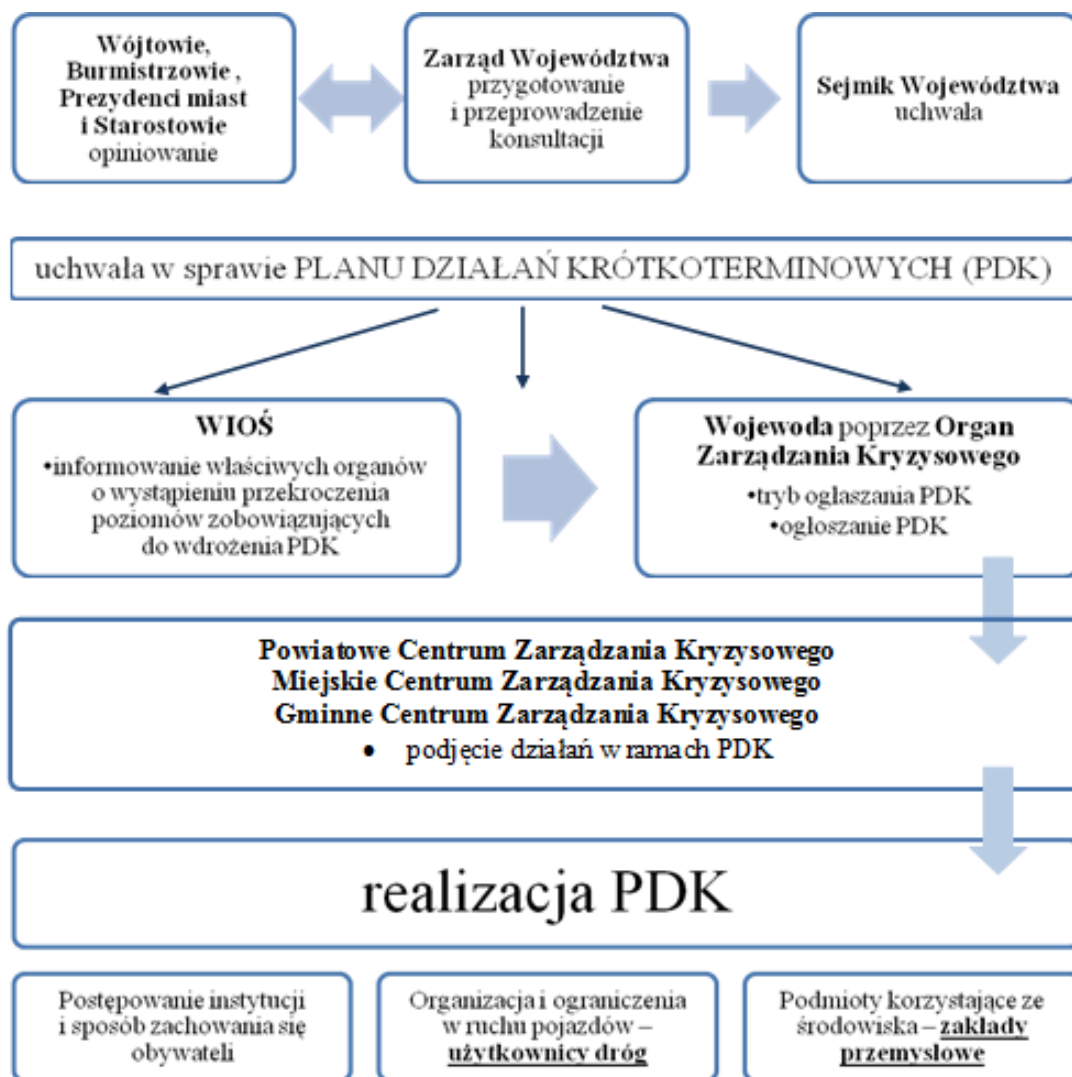 Wójtowie,
Burmistrzowie ,
Prezydenci miast
i Starostowie
opiniowanie
Zarząd Województwa
przygotowanie
i przeprowadzenie
konsultacji
Sejmik Województwa
uchwala
uchwała w sprawie PLANU DZIAŁAŃ KRÓTKOTERMINOWYCH (PDK)
WIOŚ
•informowanie właściwych organów
o wystąpieniu przekroczenia
poziomów zobowiązujących
do wdrożenia PDK
Wojewoda poprzez Organ
Zarządzania Kryzysowego
•tryb ogłaszania PDK
•ogłoszanie PDK
Powiatowe Centrum Zarządzania Kryzysowego
Miejskie Centrum Zarządzania Kryzysowego
Gminne Centrum Zarządzania Kryzysowego
• podjęcie działań w ramach PDK
realizacja PDK
Postępowanie instytucji
i sposób zachowania się
obywateli
Organizacja i ograniczenia
w ruchu pojazdów –
użytkownicy dróg
Podmioty korzystające ze
środowiska – zakłady
przemysłowe